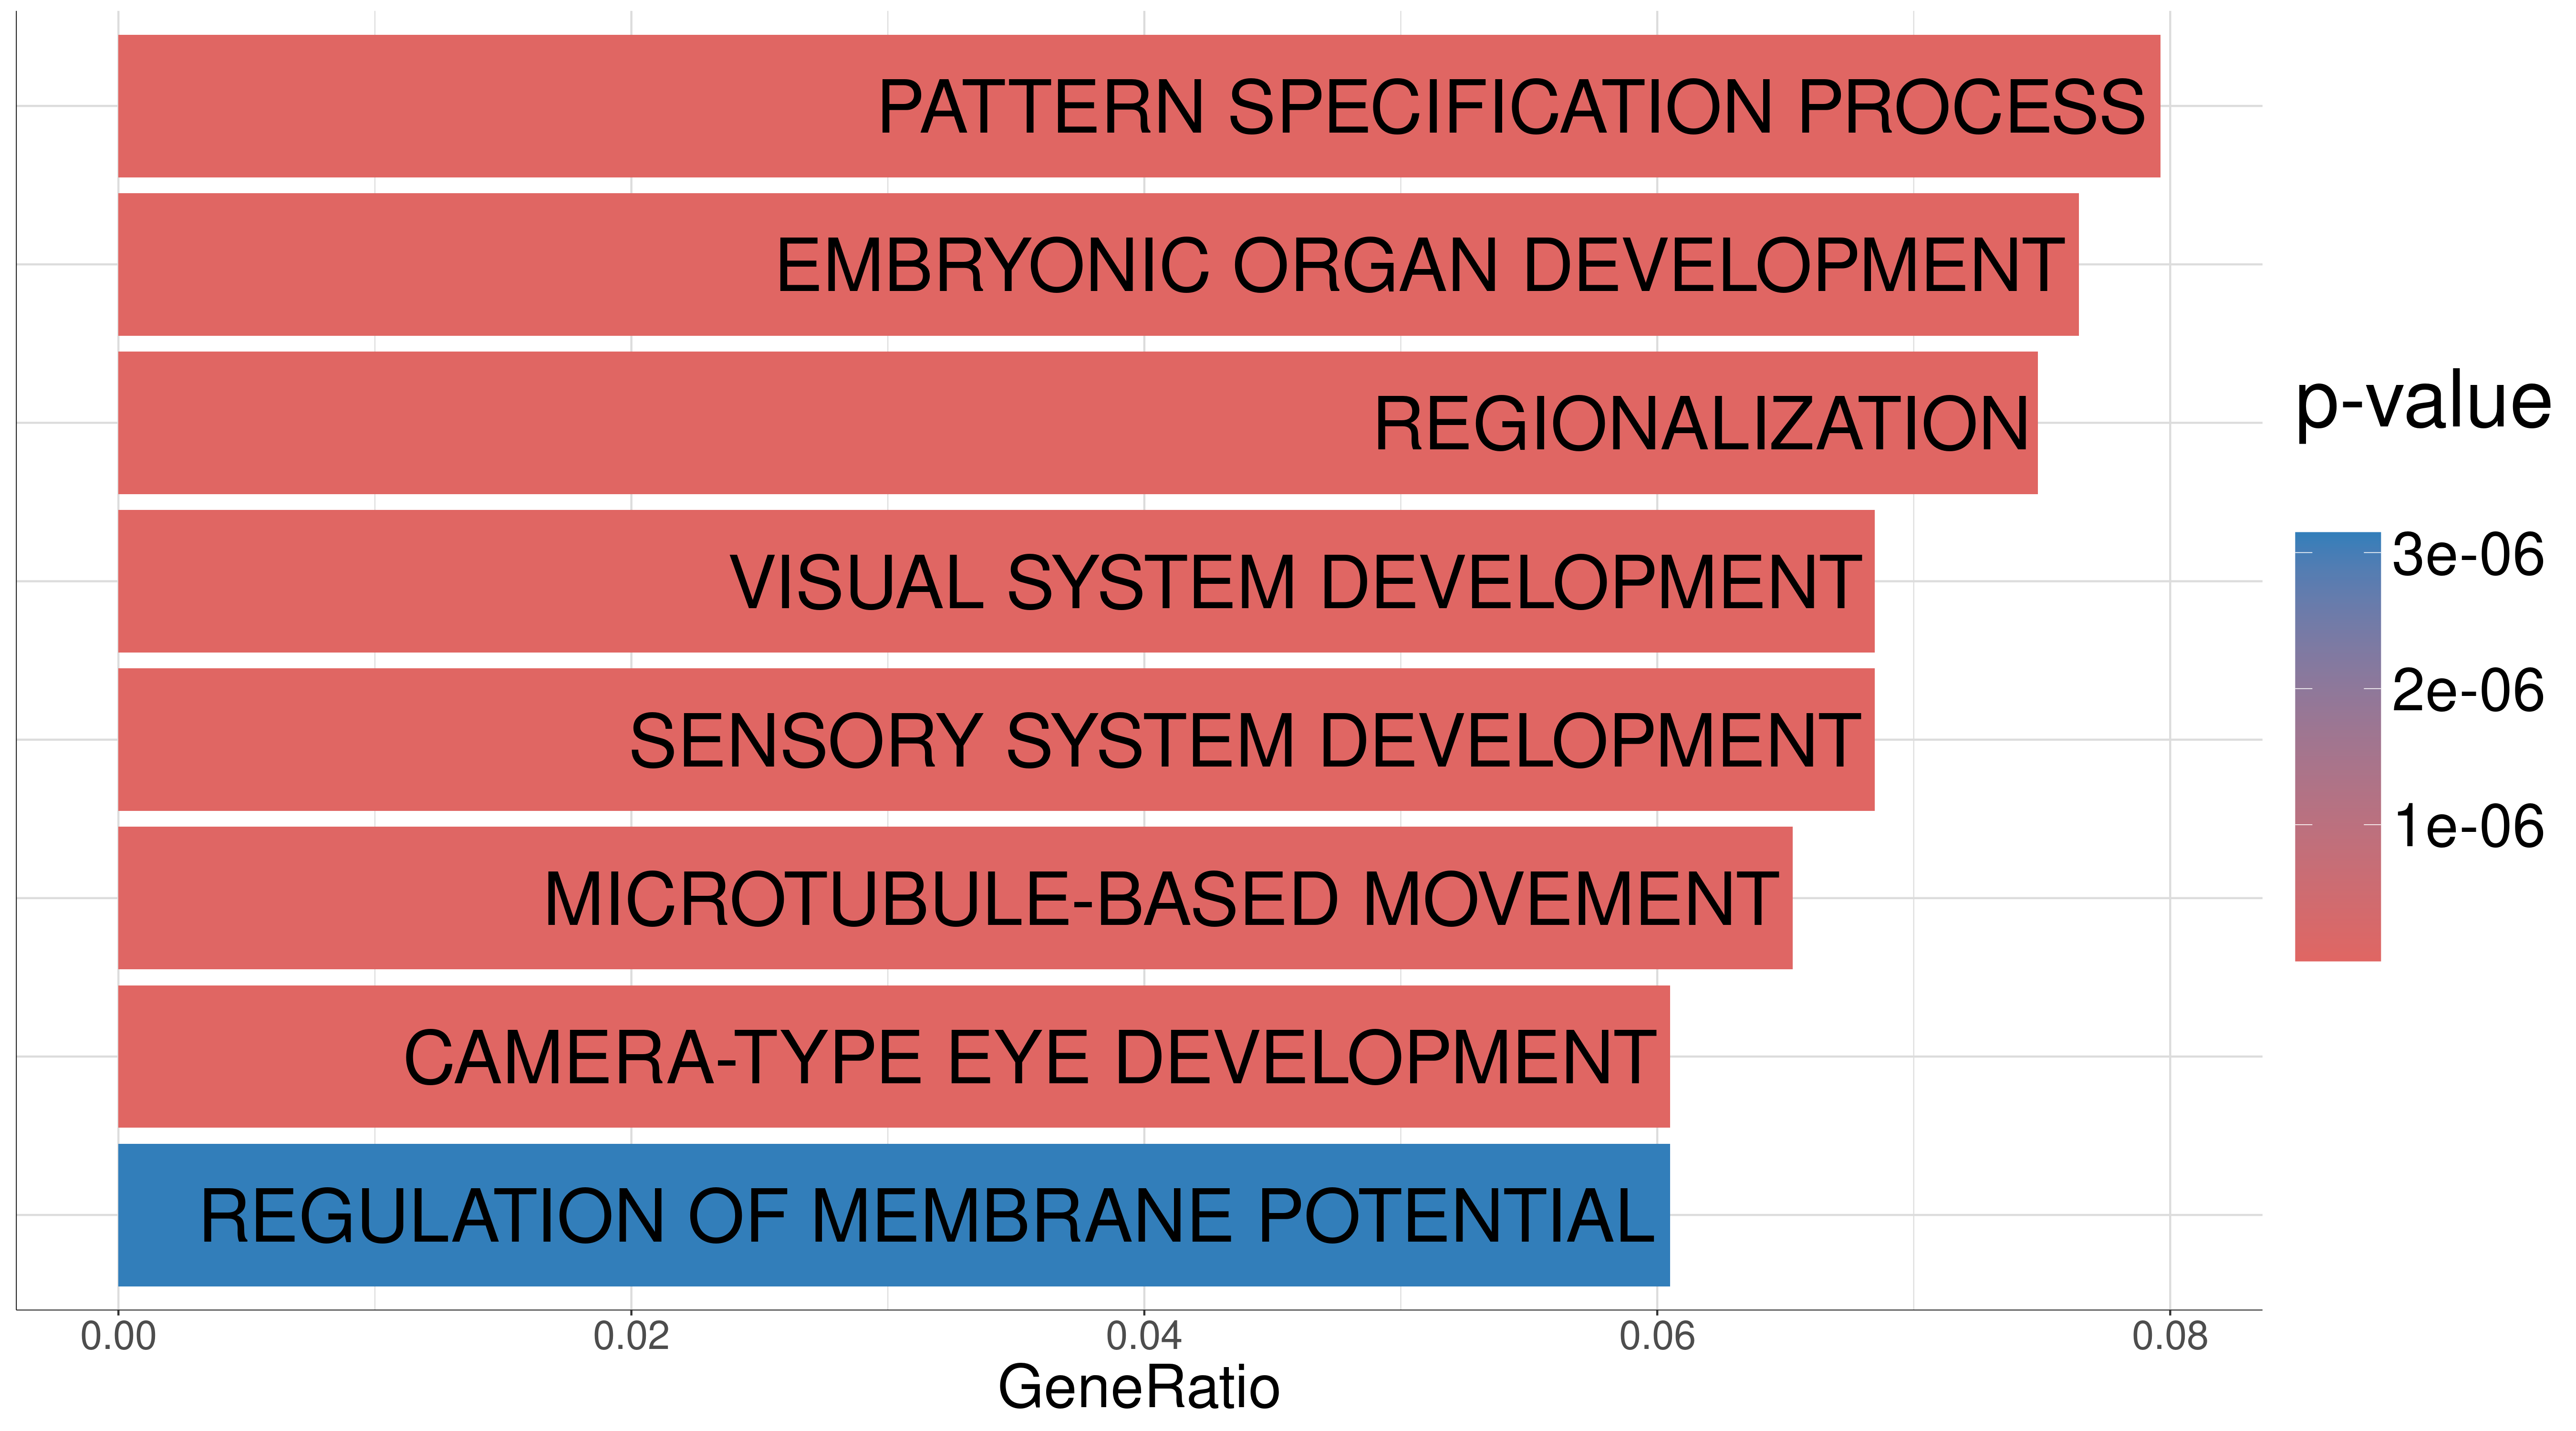 PATTERN SPECIFICATION PROCESS
EMBRYONIC ORGAN DEVELOPMENT
REGIONALIZATION
VISUAL SYSTEM DEVELOPMENT
SENSORY SYSTEM DEVELOPMENT
MICROTUBULE-BASED MOVEMENT
CAMERA-TYPE EYE DEVELOPMENT
REGULATION OF MEMBRANE POTENTIAL
0.00 0.02 0.04 0.06 0.08
GeneRatio
p-value
3e-06
2e-06
1e-06